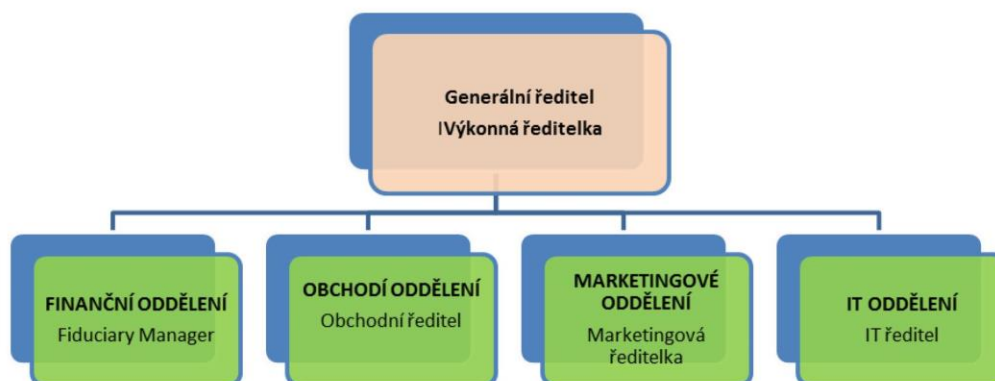 Generální ředitel
IVýkonná ředitelka
FINANČNÍ ODDĚLENÍ
Fiduciary Manager
OBCHODÍ ODDĚLENÍ
Obchodní ředitel
MARKETINGOVÉ
ODDĚLENÍ
Marketingová
ředitelka
IT ODDĚLENÍ
IT ředitel